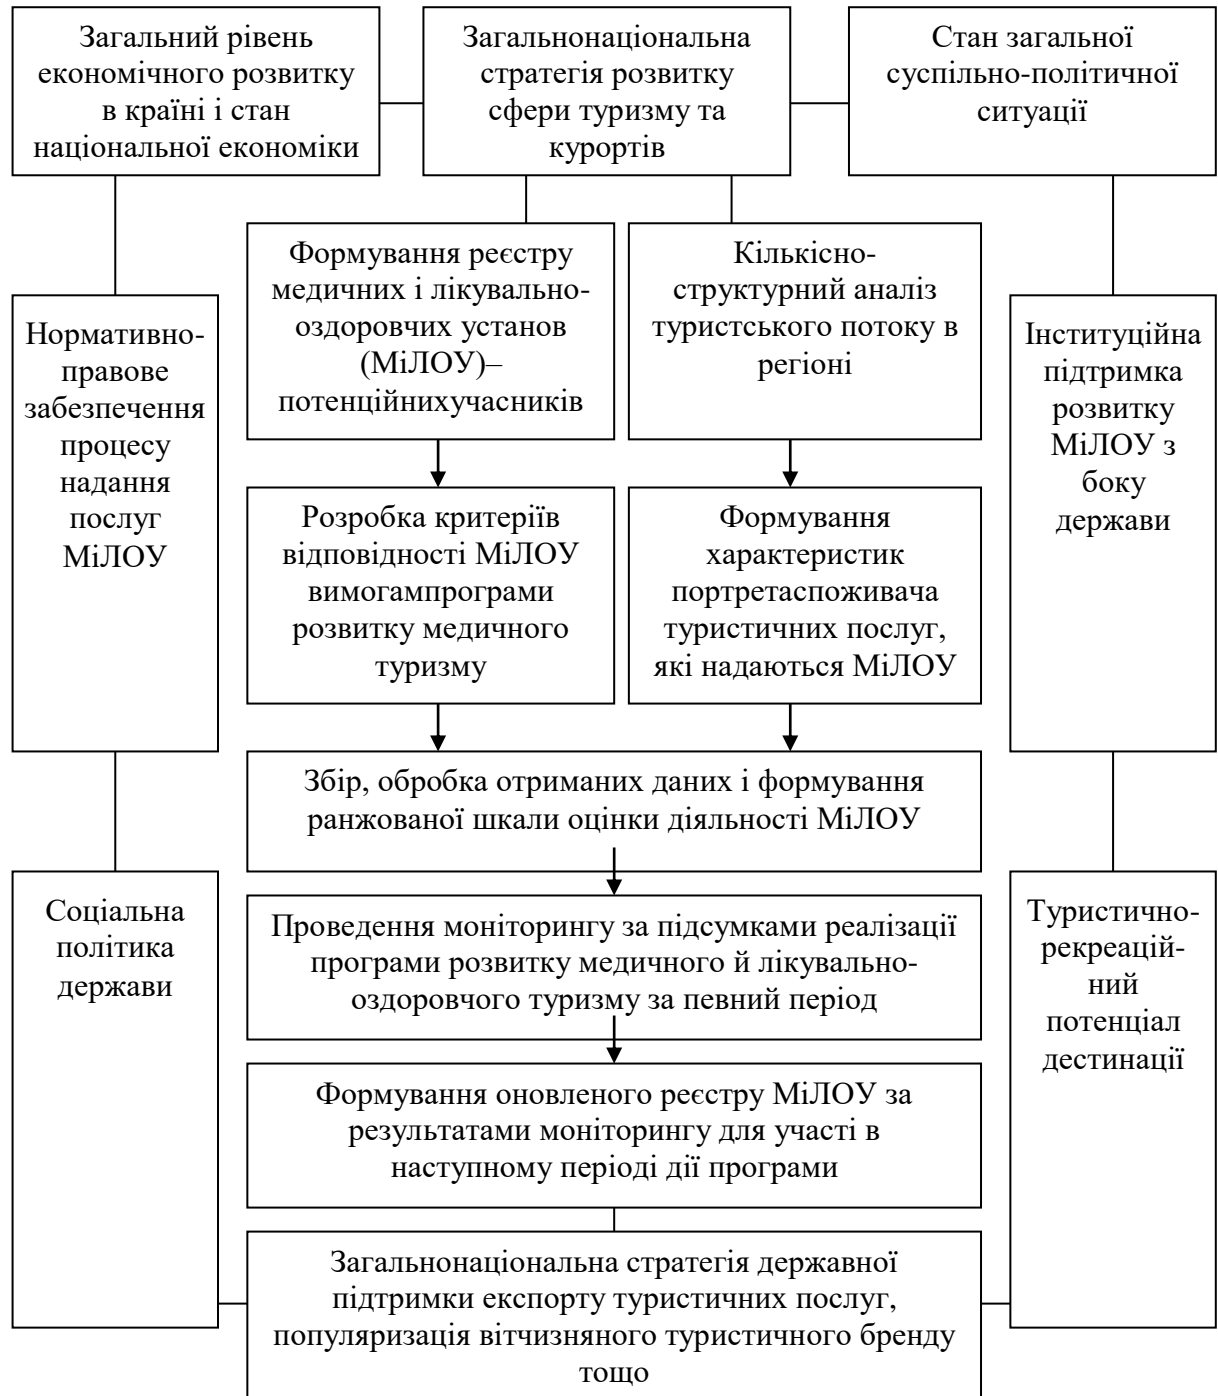 Загальний рівень
економічного розвитку
в країні і стан
національної економіки
Загальнонаціональна
стратегія розвитку
сфери туризму та
курортів
Стан загальної
суспільно-політичної
ситуації
Формування реєстру
медичних і лікувально-
оздоровчих установ
(МіЛОУ)–
потенційнихучасників
Кількісно-
структурний аналіз
туристського потоку в
регіоні
Нормативно-
правове
забезпечення
процесу
надання
послуг
МіЛОУ
Інституційна
підтримка
розвитку
МіЛОУ з
боку
держави
Розробка критеріїв
відповідності МіЛОУ
вимогампрограми
розвитку медичного
туризму
Формування
характеристик
портретаспоживача
туристичних послуг,
які надаються МіЛОУ
Збір, обробка отриманих даних і формування
ранжованої шкали оцінки діяльності МіЛОУ
Соціальна
політика
держави
Проведення моніторингу за підсумками реалізації
програми розвитку медичного й лікувально-
оздоровчого туризму за певний період
Туристично-
рекреацій-
ний
потенціал
дестинації
Формування оновленого реєстру МіЛОУ за
результатами моніторингу для участі в
наступному періоді дії програми
Загальнонаціональна стратегія державної
підтримки експорту туристичних послуг,
популяризація вітчизняного туристичного бренду
тощо